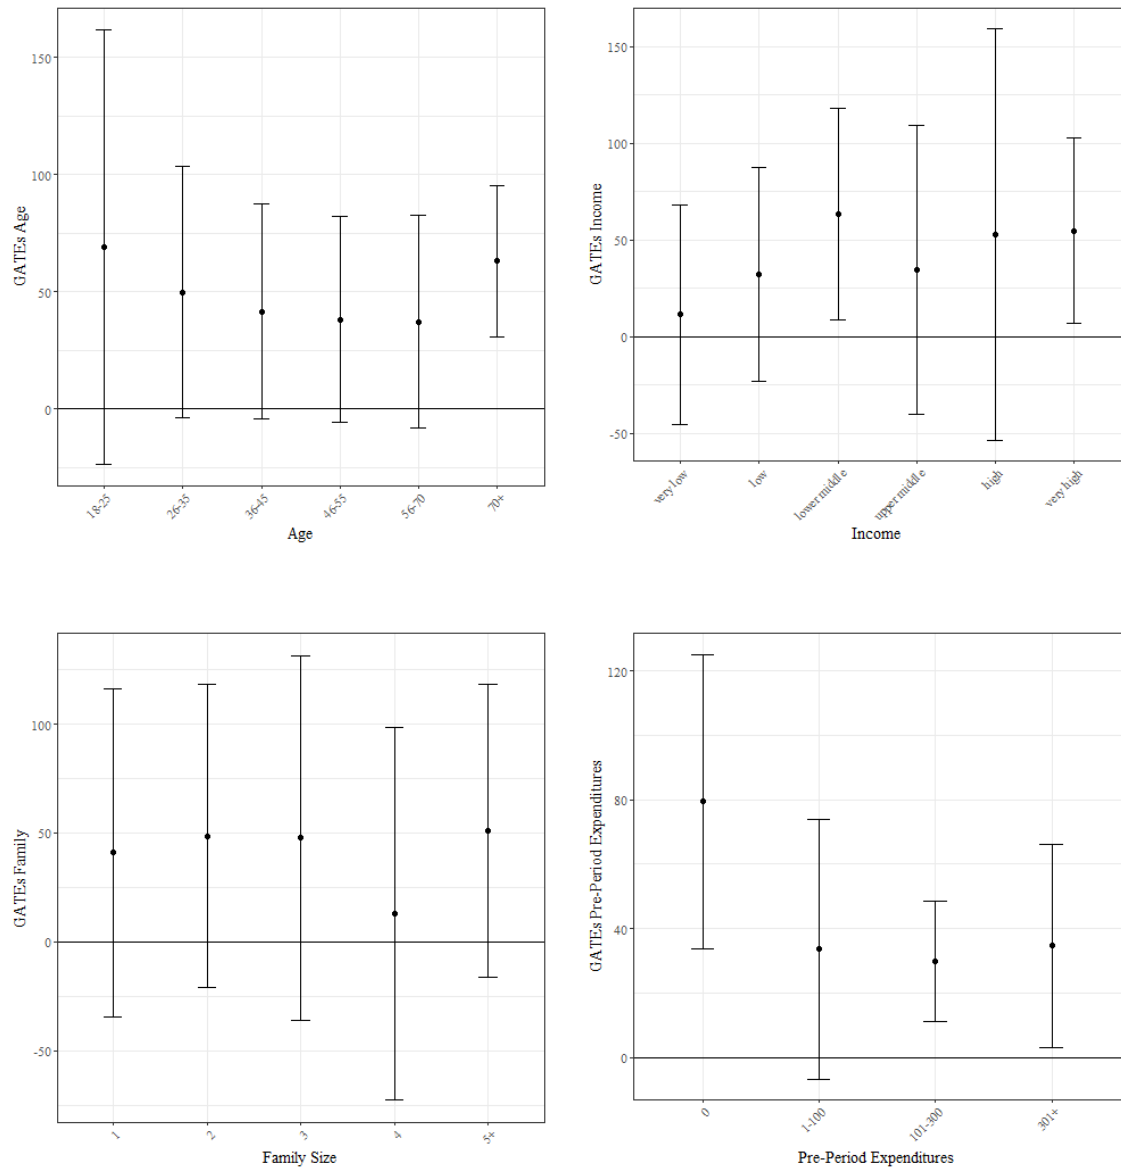 GATEs Age
150
100
50
0
18-25
26-35
36-45
46-55
56-70
70+
Age
GATEs Income
150
100
50
0
-50
very low
low
lower middle
upper middle
high
very high
Income
GATEs Family
100
50
0
-50
1
2
3
4
5+
Family Size
GATEs Pre-Period Expenditures
120
80
40
0
0
1-100
101-300
301+
Pre-Period Expenditures